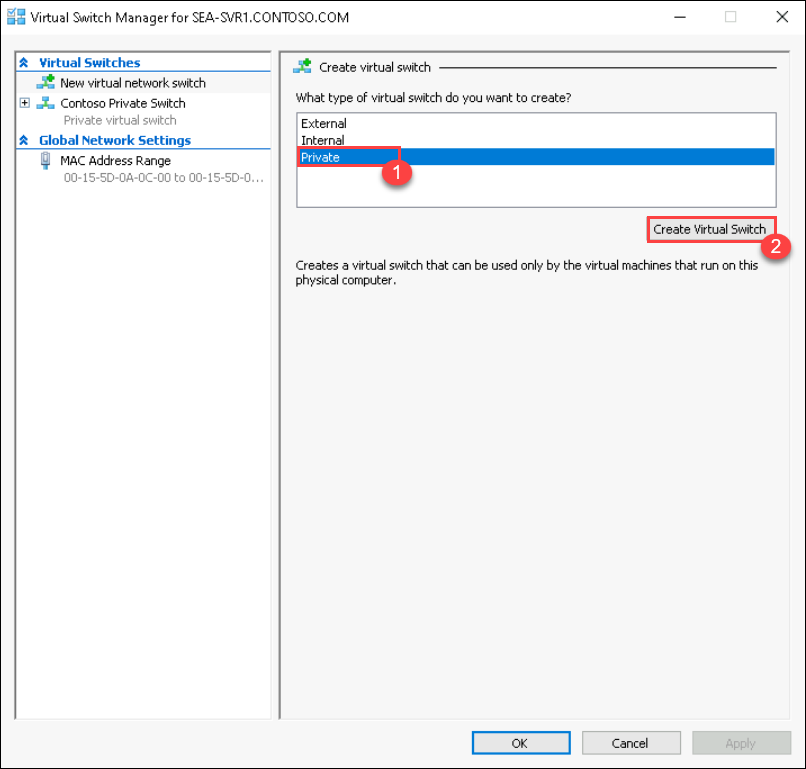 Virtual Switch Manager for SEA-SVR1.CONTOSO.COM
Virtual Switches
New virtual network switch
Contoso Private Switch
Private virtual switch
Global Network Settings
MAC Address Range
00-15-5D-0A-0C-00 to 00-15-5D-0...
Create virtual switch
What type of virtual switch do you want to create?
External
Internal
Private
1
Create Virtual Switch
2
Creates a virtual switch that can be used only by the virtual machines that run on this
physical computer.
OK
Cancel
Apply